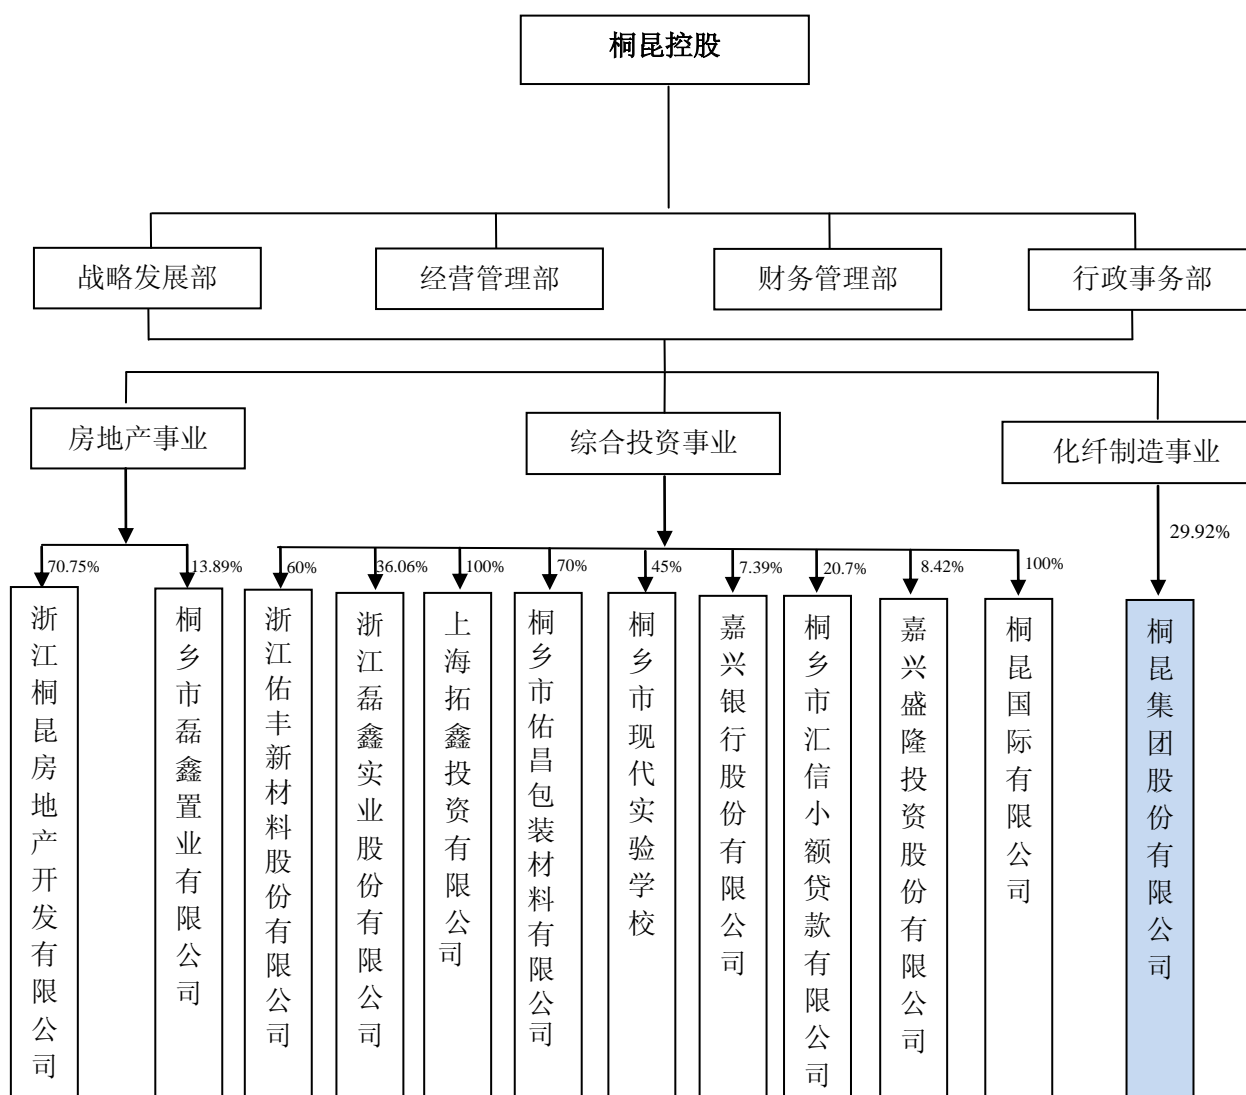 桐昆控股
战略发展部
经营管理部
财务管理部
行政事务部
房地产事业
综合投资事业
化纤制造事业
29.92%
70.75%
13.89%
60%
36.06%
100%
70%
45%
7.39%
20.7%
8.42%
100%
浙江桐昆房地产开发有限公司
桐乡市磊鑫置业有限公司
浙江佑丰新材料股份有限公司
浙江磊鑫实业股份有限公司
上海拓鑫投资有限公司
桐乡市佑昌包装材料有限公司
桐乡市现代实验学校
嘉兴银行股份有限公司
桐乡市汇信小额贷款有限公司
嘉兴盛隆投资股份有限公司
桐昆国际有限公司
桐昆集团股份有限公司